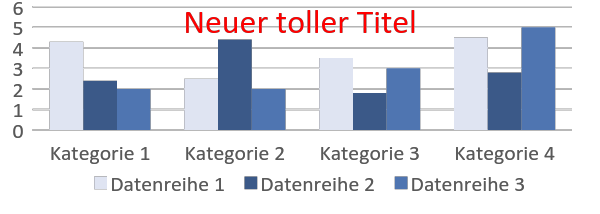 Neuer toller Titel
6
5
4
3
2
1
0
Kategorie 1 Kategorie 2 Kategorie 3 Kategorie 4
Datenreihe 1 Datenreihe 2 Datenreihe 3